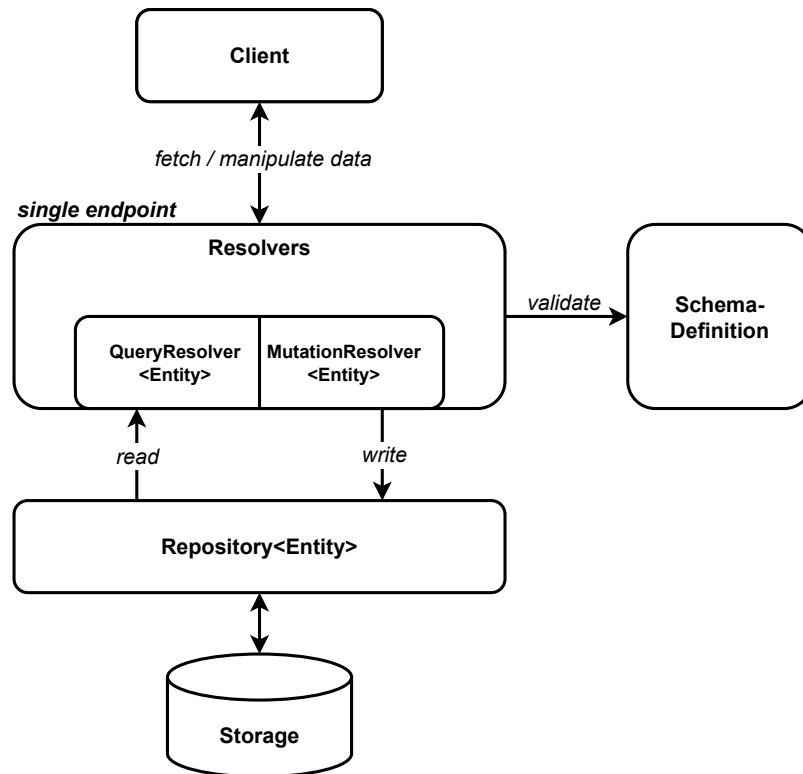 Client
fetch / manipulate data
single endpoint
Resolvers
QueryResolver
<Entity>
MutationResolver
<Entity>
validate
Schema-
Definition
read
write
Repository<Entity>
Storage